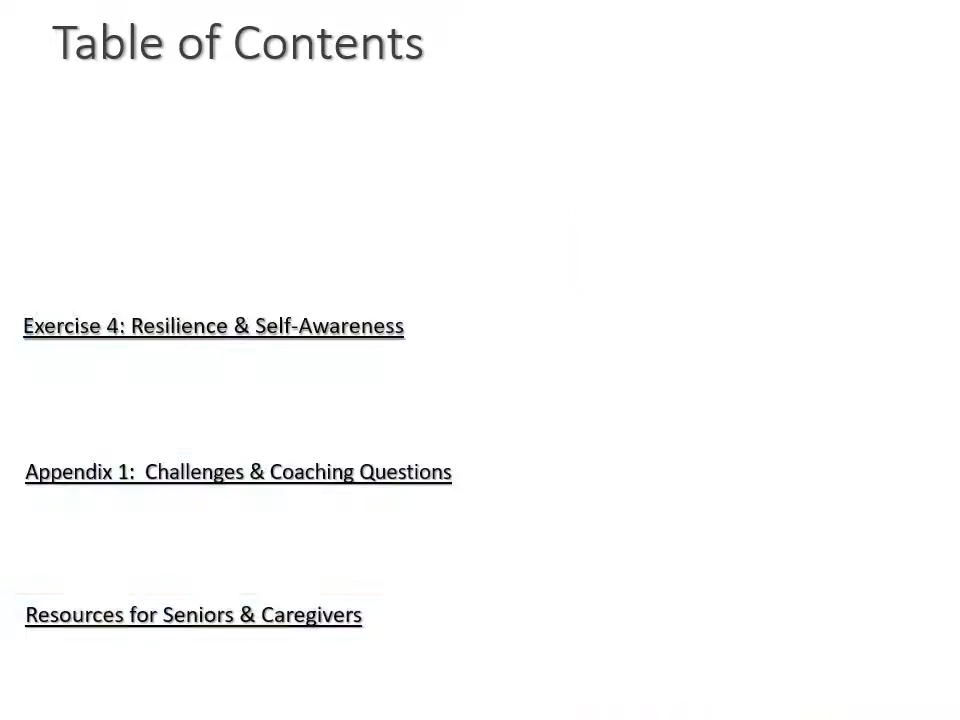 Table of Contents
Exercise 4: Resilience & Self-Awareness
Appendix 1:  Challenges & Coaching Questions
Resources for Seniors & Caregivers